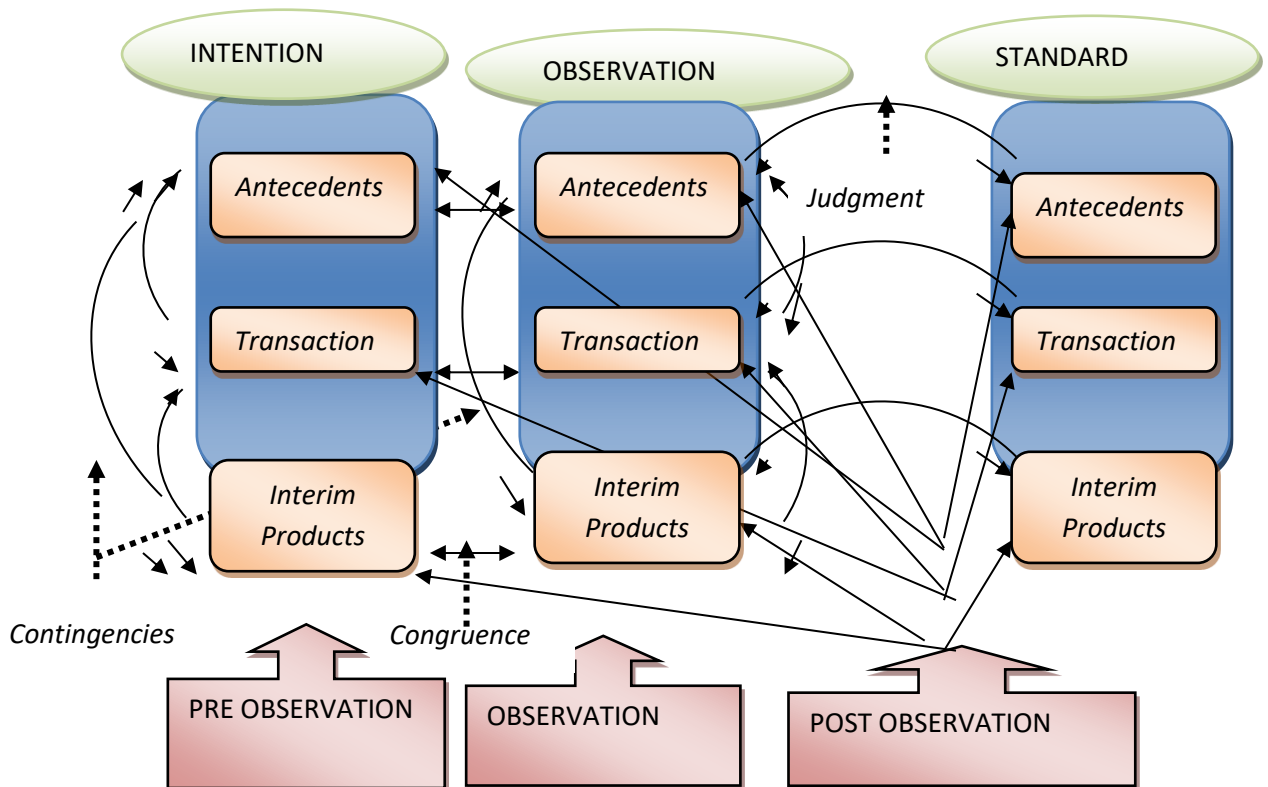 INTENTION
OBSERVATION
STANDARD
Antecedents
Antecedents
Judgment
Antecedents
Transaction
Transaction
Transaction
Interim
Products
Interim
Products
Interim
Products
Contingencies
Congruence
PRE OBSERVATION
OBSERVATION
POST OBSERVATION